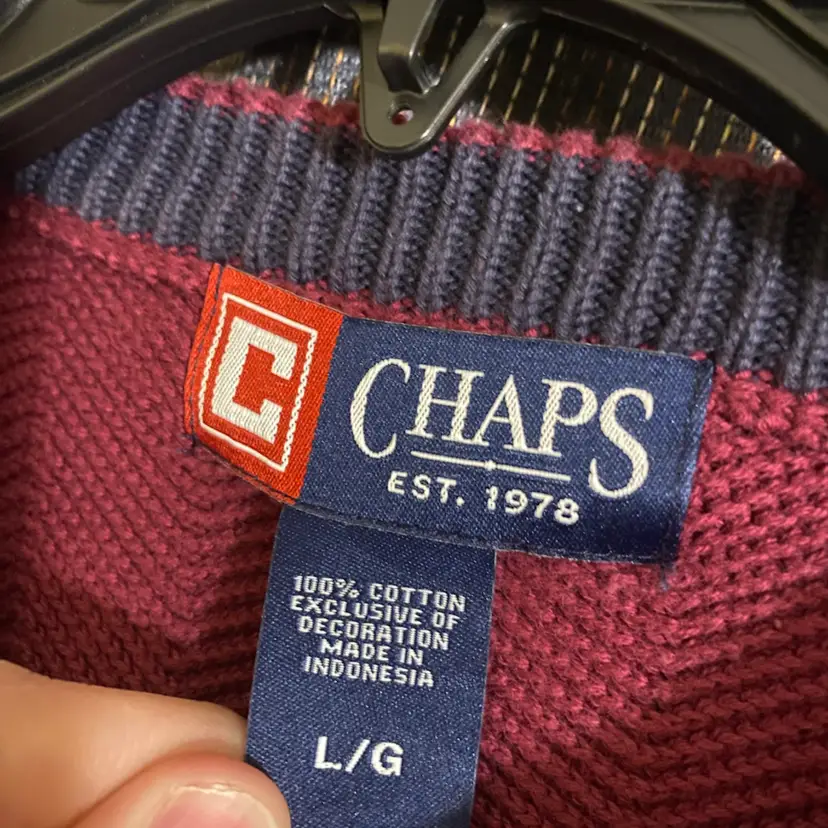 C
CHAPS
EST. 1978
100% COTTON
EXCLUSIVE OF
DECORATION
MADE IN
INDONESIA
L/G